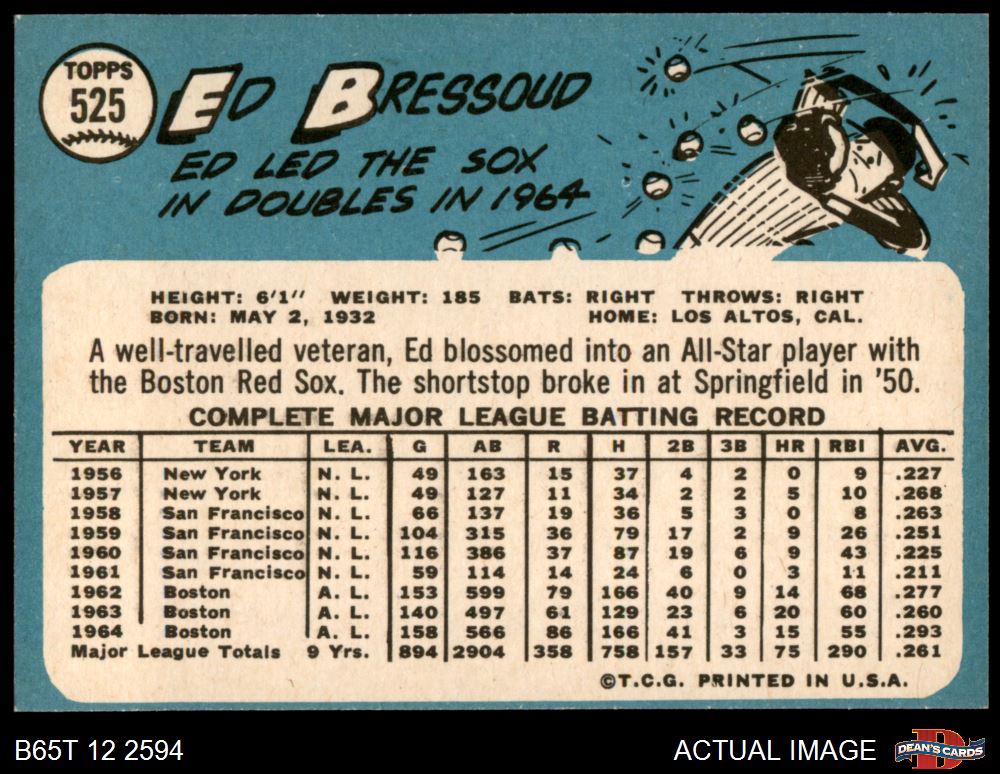 TOPPS
525
ED BRESSOUD
ED LED THE SOX
IN DOUBLES IN 1964
HEIGHT: 6'1" WEIGHT: 185 BATS: RIGHT THROWS: RIGHT
BORN: MAY 2, 1932 HOME: LOS ALTOS, CAL.
A well-travelled veteran, Ed blossomed into an All-Star player with
the Boston Red Sox. The shortstop broke in at Springfield in '50.
COMPLETE MAJOR LEAGUE BATTING RECORD
YEAR TEAM LEA. G AB R H 2B 3B HR RBI AVG.
1956 New York N. L. 49 163 15 37 4 2 0 9 .227
1957 New York N. L. 49 127 11 34 2 2 5 10 .268
1958 San Francisco N. L. 66 137 19 36 5 3 0 8 .263
1959 San Francisco N. L. 104 315 36 79 17 2 9 26 .251
1960 San Francisco N. L. 116 386 37 87 19 6 9 43 .225
1961 San Francisco N. L. 59 114 14 24 6 0 3 11 .211
1962 Boston A. L. 153 599 79 166 40 9 14 68 .277
1963 Boston A. L. 140 497 61 129 23 6 20 60 .260
1964 Boston A. L. 158 566 86 166 41 3 15 55 .293
Major League Totals 9 Yrs. 894 2904 358 758 157 33 75 290 .261
©T.C.G. PRINTED IN U.S.A.
B65T 12 2594 ACTUAL IMAGE D DEAN'S CARDS